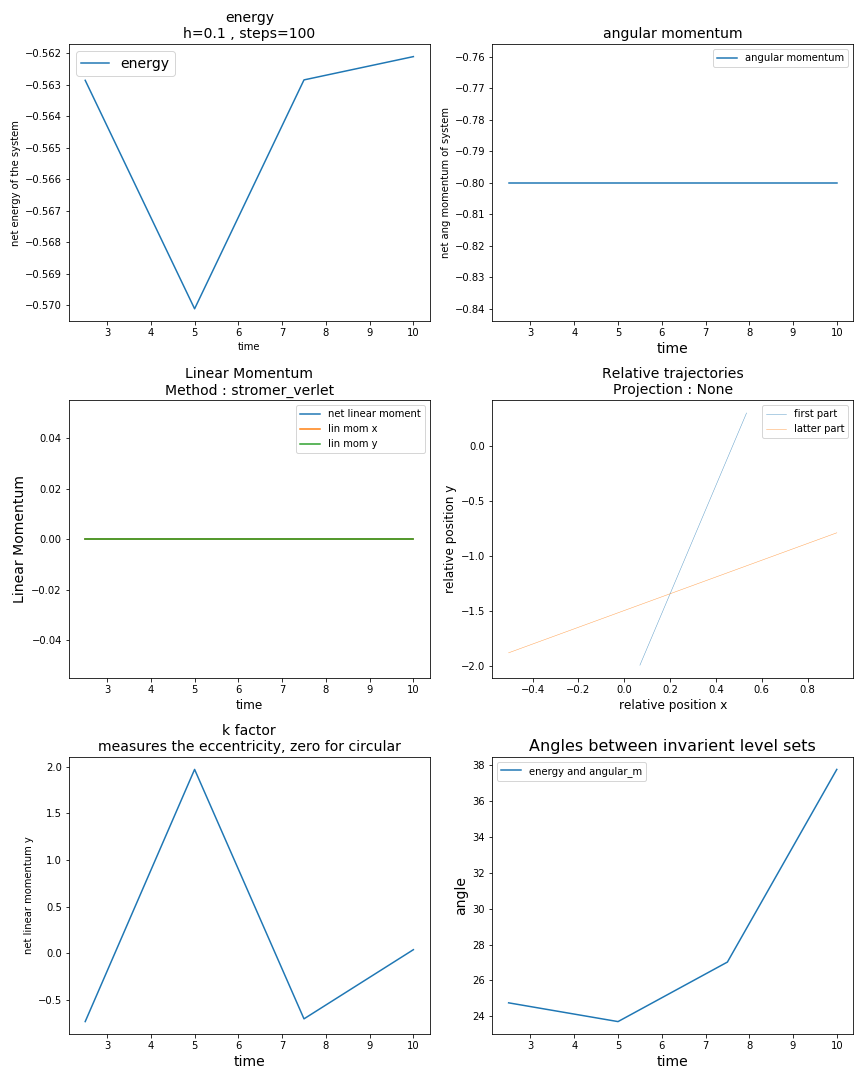 energy
h=0.1 , steps=100
energy
−0.562
−0.563
−0.564
−0.565
−0.566
−0.567
−0.568
−0.569
−0.570
net energy of the system
3 4 5 6 7 8 9 10
time
angular momentum
angular momentum
−0.76
−0.77
−0.78
−0.79
−0.80
−0.81
−0.82
−0.83
−0.84
net ang momentum of system
3 4 5 6 7 8 9 10
time
Linear Momentum
Method : stromer_verlet
net linear moment
lin mom x
lin mom y
0.04
0.02
0.00
−0.02
−0.04
Linear Momentum
3 4 5 6 7 8 9 10
time
Relative trajectories
Projection : None
first part
latter part
0.0
−0.5
−1.0
−1.5
−2.0
relative position y
−0.4 −0.2 0.0 0.2 0.4 0.6 0.8
relative position x
k factor
measures the eccentricity, zero for circular
2.0
1.5
1.0
0.5
0.0
−0.5
net linear momentum y
3 4 5 6 7 8 9 10
time
Angles between invarient level sets
energy and angular_m
38
36
34
32
30
28
26
24
angle
3 4 5 6 7 8 9 10
time